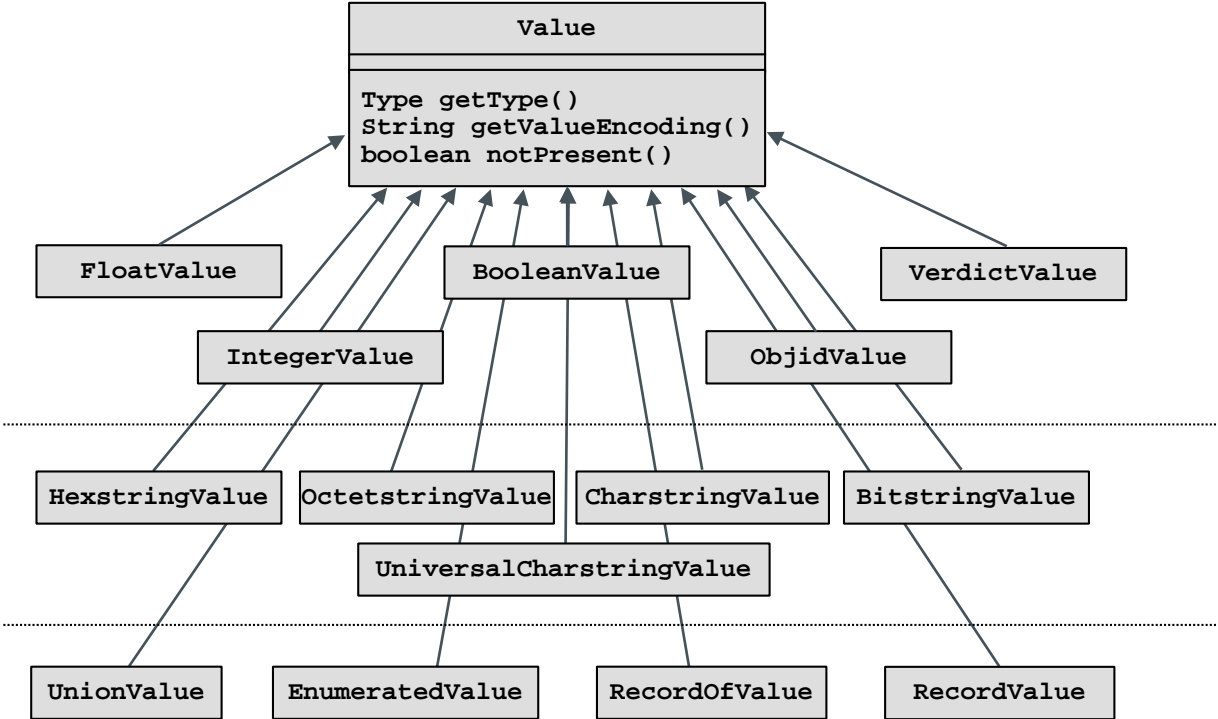 Value
Type getType()
String getValueEncoding()
boolean notPresent()
FloatValue
BooleanValue
VerdictValue
IntegerValue
ObjidValue
HexstringValue
OctetstringValue
CharstringValue
BitstringValue
UniversalCharstringValue
UnionValue
EnumeratedValue
RecordOfValue
RecordValue